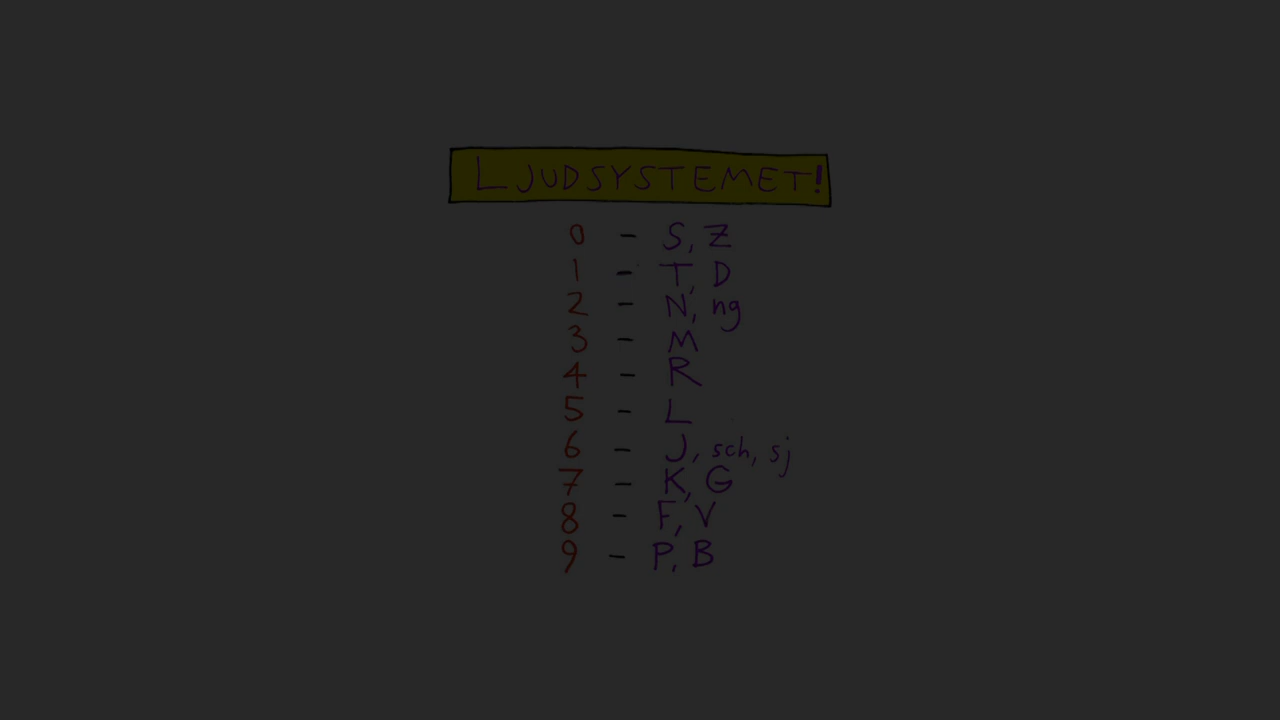 LJUDSYSTEMET!
0 - S, Z
1 - T, D
2 - N, ng
3 - M
4 - R
5 - L
6 - J, sch, sj
7 - K, G
8 - F, V
9 - P, B